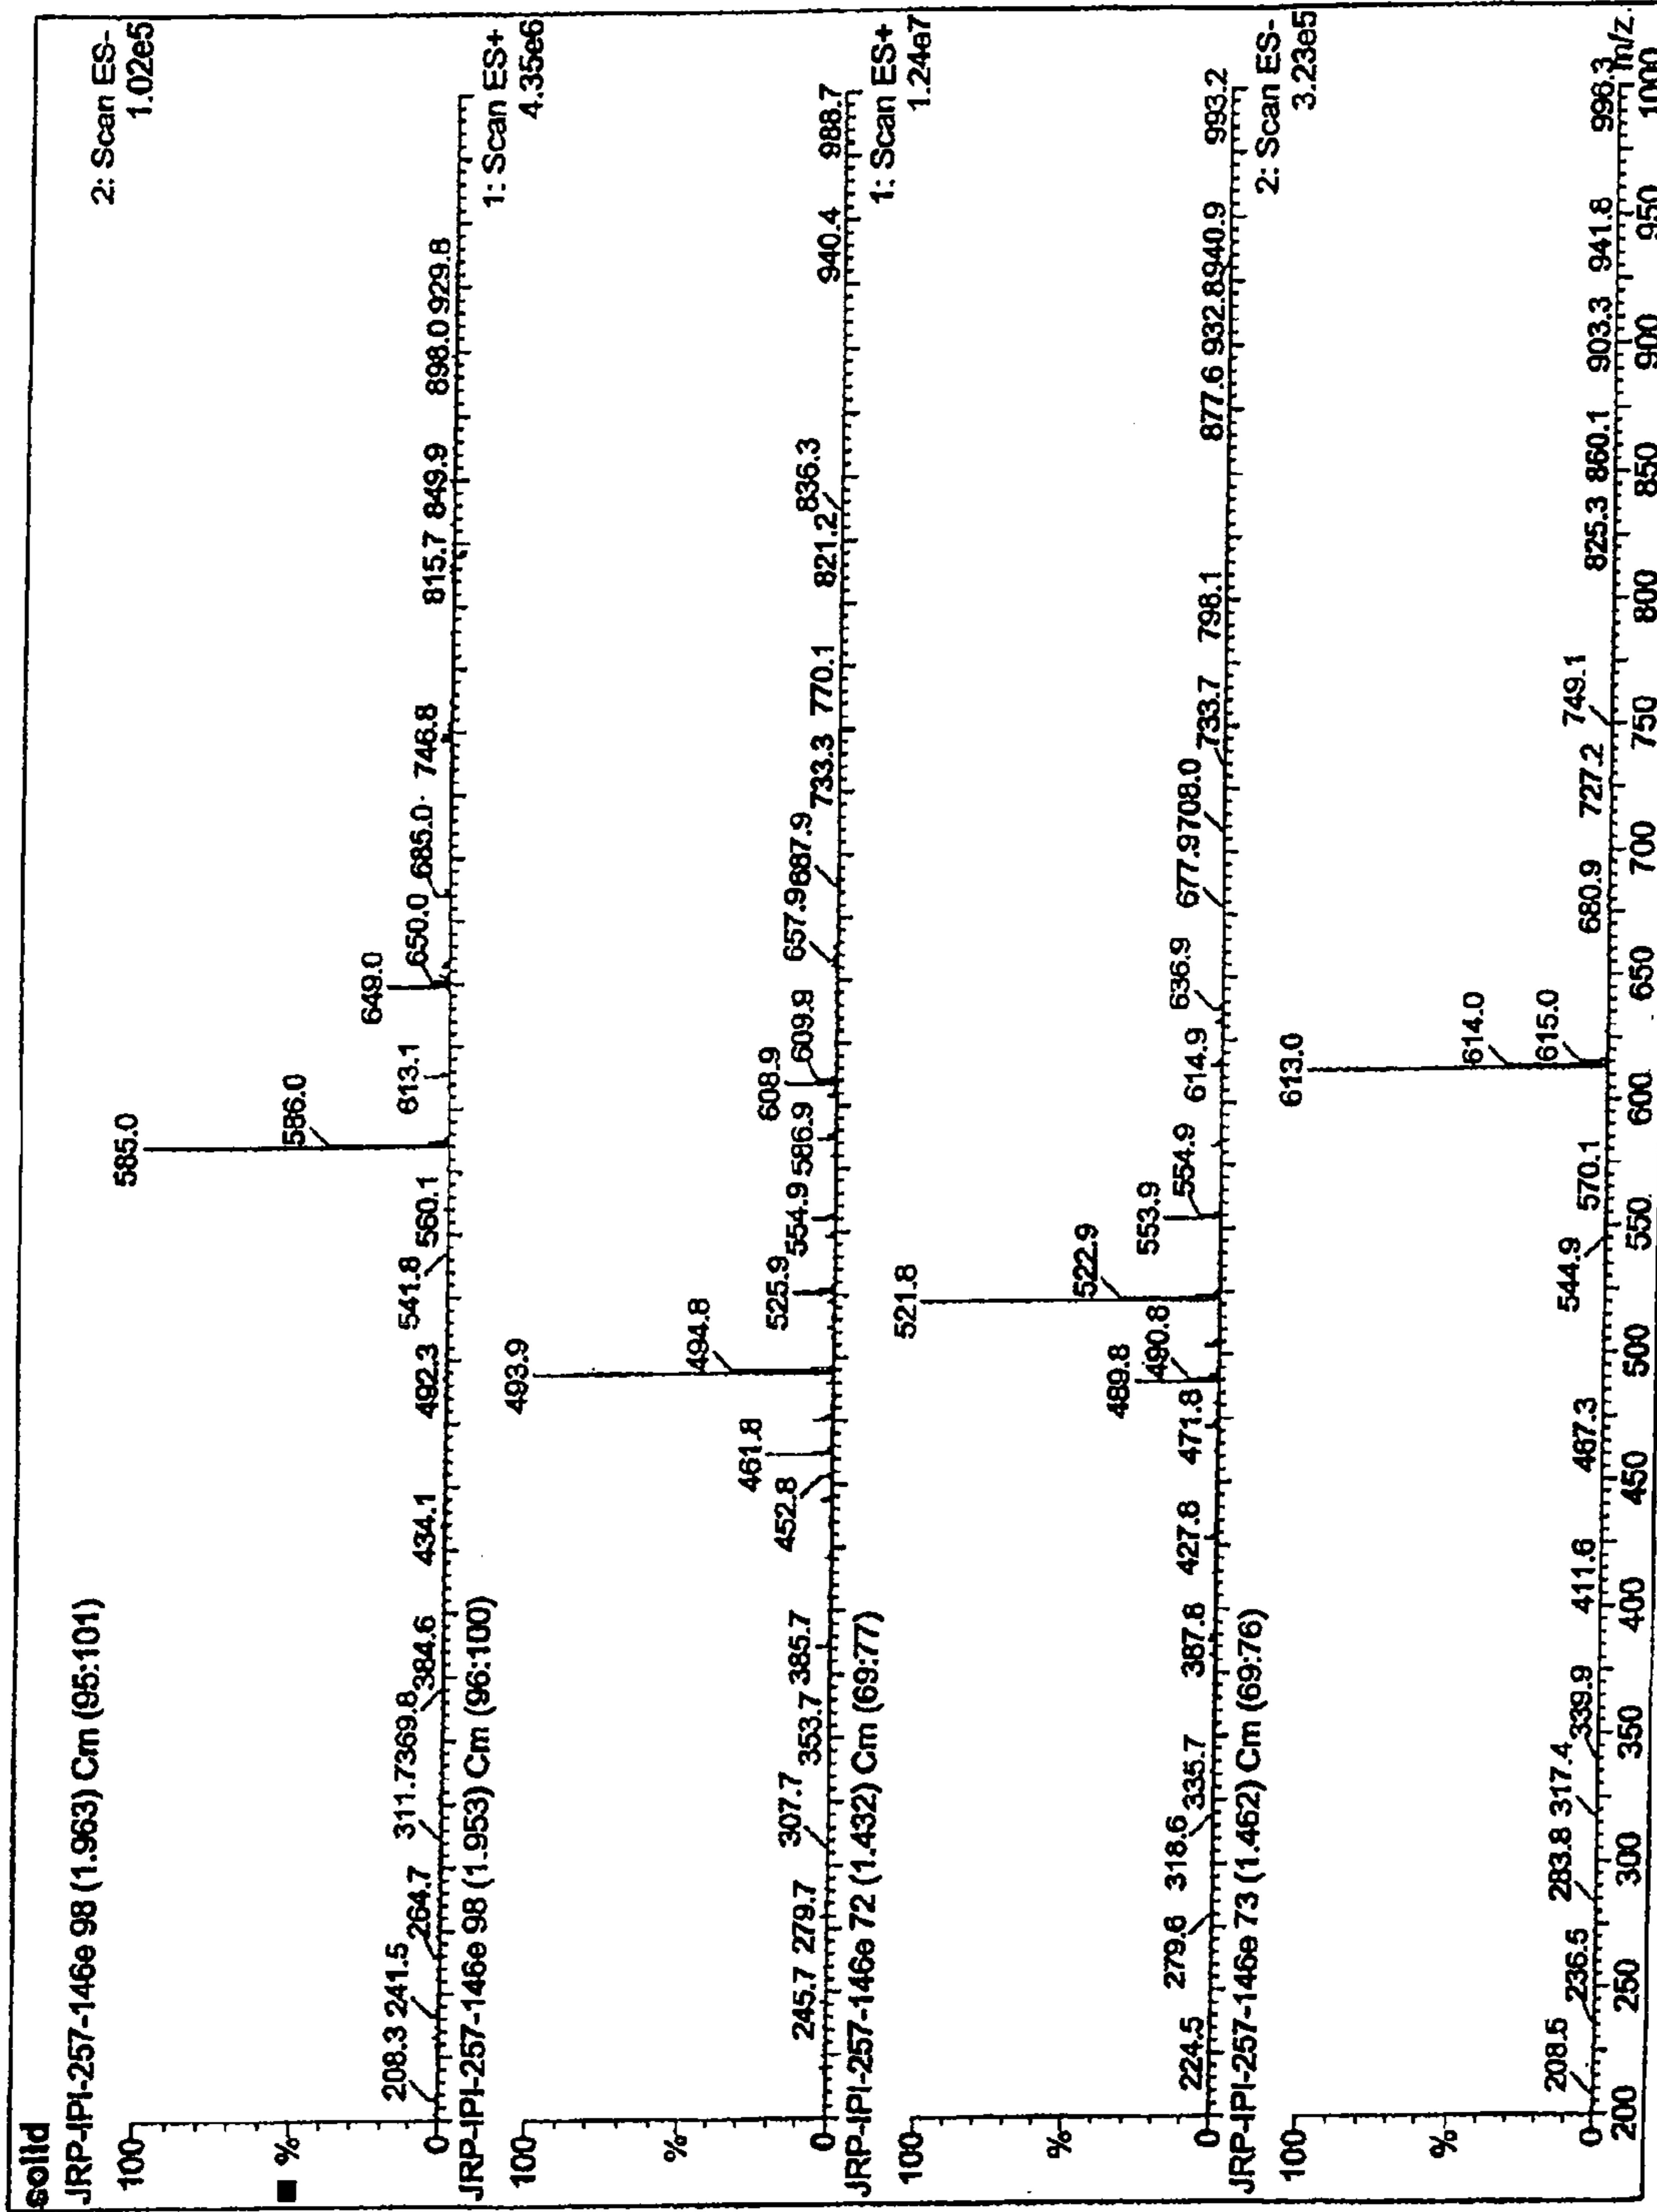 solid
JRP-IPI-257-146e 98 (1.963) Cm (95:101)
2: Scan ES-
1.02e5
100
%
0
208.3 241.5 264.7 311.7 369.8 384.6 434.1 492.3 541.8 560.1 585.0 586.0 613.1 649.0 650.0 685.0 746.8 815.7 849.9 898.0 929.8
JRP-IPI-257-146e 98 (1.953) Cm (96:100)
1: Scan ES+
4.35e6
100
%
0
245.7 279.7 307.7 353.7 385.7 452.8 461.8 493.9 494.8 525.9 554.9 586.9 608.9 609.9 657.9 687.9 733.3 770.1 821.2 836.3 940.4 988.7
JRP-IPI-257-146e 72 (1.432) Cm (69:77)
1: Scan ES+
1.24e7
100
%
0
224.5 279.6 318.6 335.7 387.8 427.8 471.8 489.8 490.8 521.8 522.9 553.9 554.9 614.9 636.9 677.9 708.0 733.7 798.1 877.6 932.8 940.9 993.2
JRP-IPI-257-146e 73 (1.462) Cm (69:76)
2: Scan ES-
3.23e5
100
%
0
208.5 236.5 283.8 317.4 339.9 411.6 467.3 544.9 570.1 613.0 614.0 615.0 680.9 727.2 749.1 825.3 860.1 903.3 941.8 996.3
m/z
200 250 300 350 400 450 500 550 600 650 700 750 800 850 900 950 1000